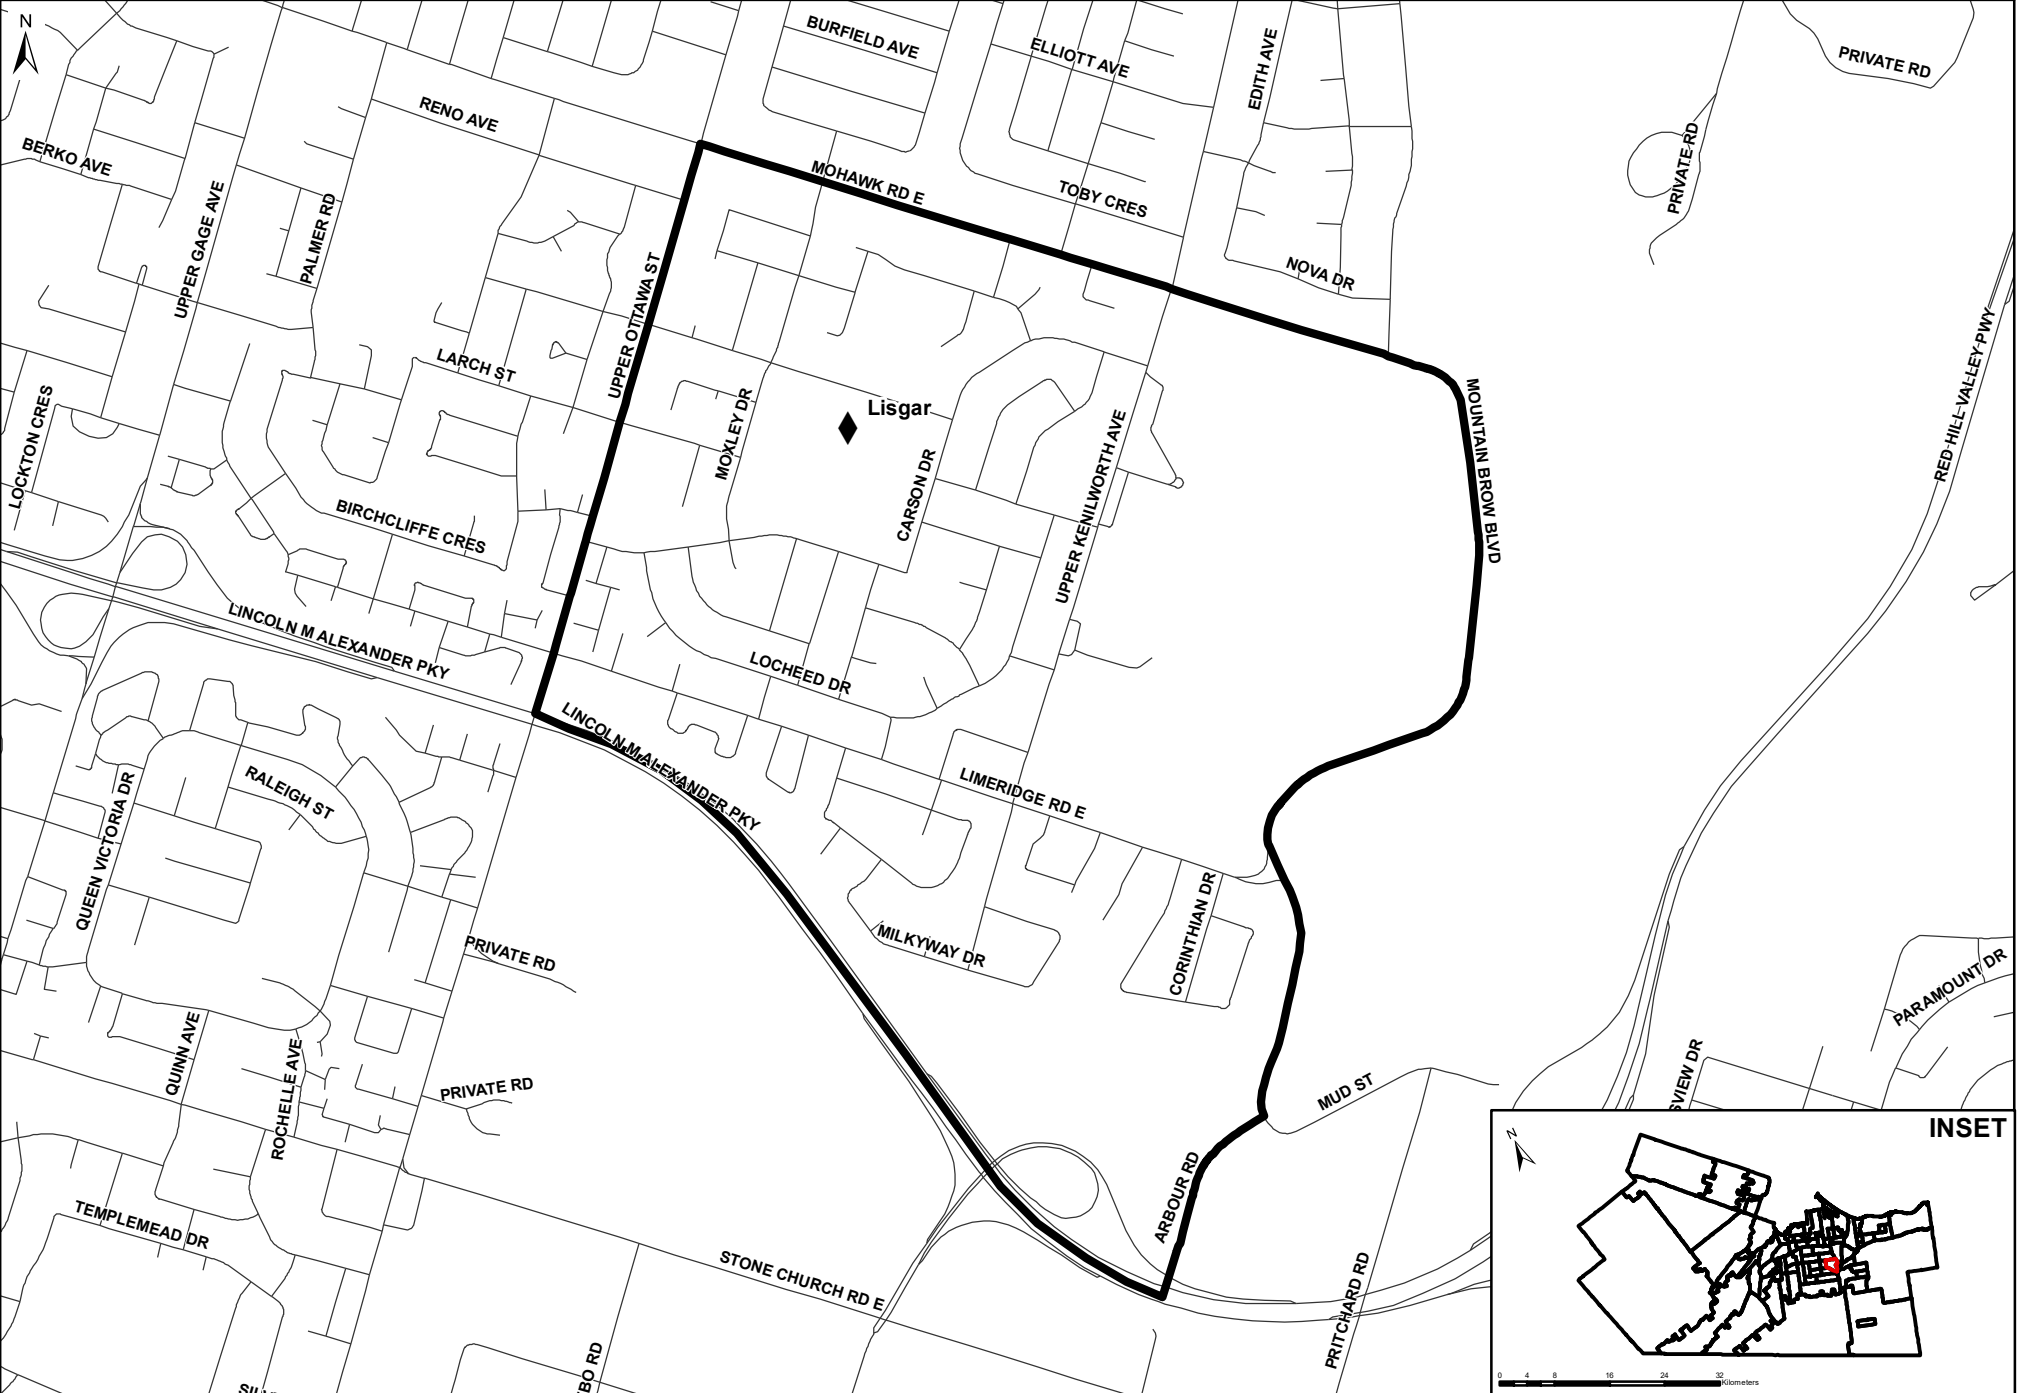 N
BURFIELD AVE
ELLIOTT AVE
EDITH AVE
PRIVATE RD
RENO AVE
BERKO AVE
PRIVATE RD
MOHAWK RD E
TOBY CRES
UPPER GAGE AVE
PALMER RD
NOVA DR
UPPER OTTAWA ST
RED HILL VALLEY PWY
LARCH ST
MOUNTAIN BROW BLVD
LOCKTON CRES
MOXLEY DR
Lisgar
UPPER KENILWORTH AVE
CARSON DR
BIRCHCLIFFE CRES
LINCOLN M ALEXANDER PKY
LOCHEED DR
LINCOLN M ALEXANDER PKY
RALEIGH ST
LIMERIDGE RD E
QUEEN VICTORIA DR
CORINTHIAN DR
MILKYWAY DR
PRIVATE RD
PARAMOUNT DR
QUINN AVE
ROCHELLE AVE
PRIVATE RD
MUD ST
SVIEW DR
INSET
N
ARBOUR RD
TEMPLEMEAD DR
STONE CHURCH RD E
PRITCHARD RD
BO RD
0 4 8 16 24 32
Kilometers